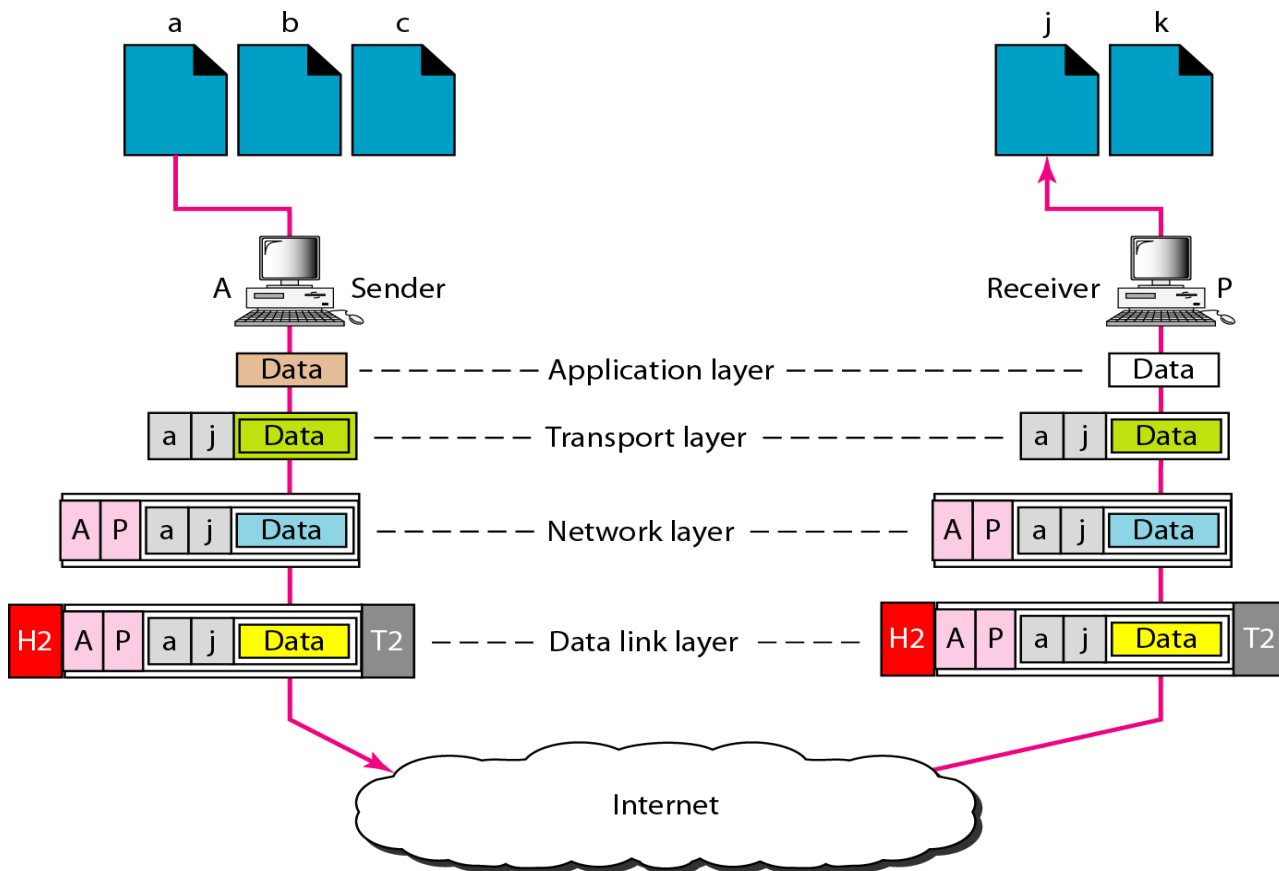 a b c j k
A Sender Receiver P
Data Application layer Data
a j Data Transport layer a j Data
A P a j Data Network layer A P a j Data
H2 A P a j Data T2 Data link layer H2 A P a j Data T2
Internet